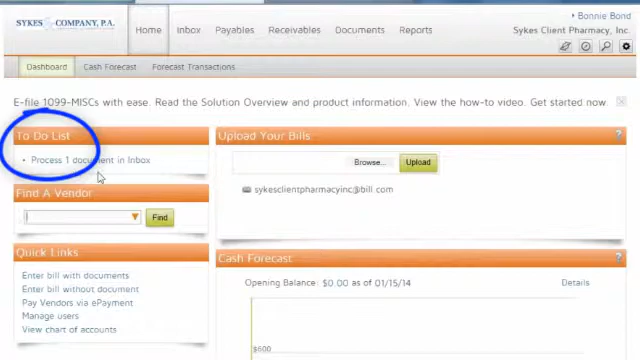 SYKES & COMPANY, P.A.
Home Inbox Payables Receivables Documents Reports
Bonnie Bond
Sykes Client Pharmacy, Inc.
Dashboard Cash Forecast Forecast Transactions
E-file 1099-MISCs with ease. Read the Solution Overview and product information. View the how-to video. Get started now.
To Do List
• Process 1 document in Inbox
Find A Vendor
Find
Quick Links
Enter bill with documents
Enter bill without document
Pay Vendors via ePayment
Manage users
View chart of accounts
Upload Your Bills ?
Browse... Upload
sykesclientpharmacyinc@bill.com
Cash Forecast ?
Opening Balance: $0.00 as of 01/15/14 Details
$600